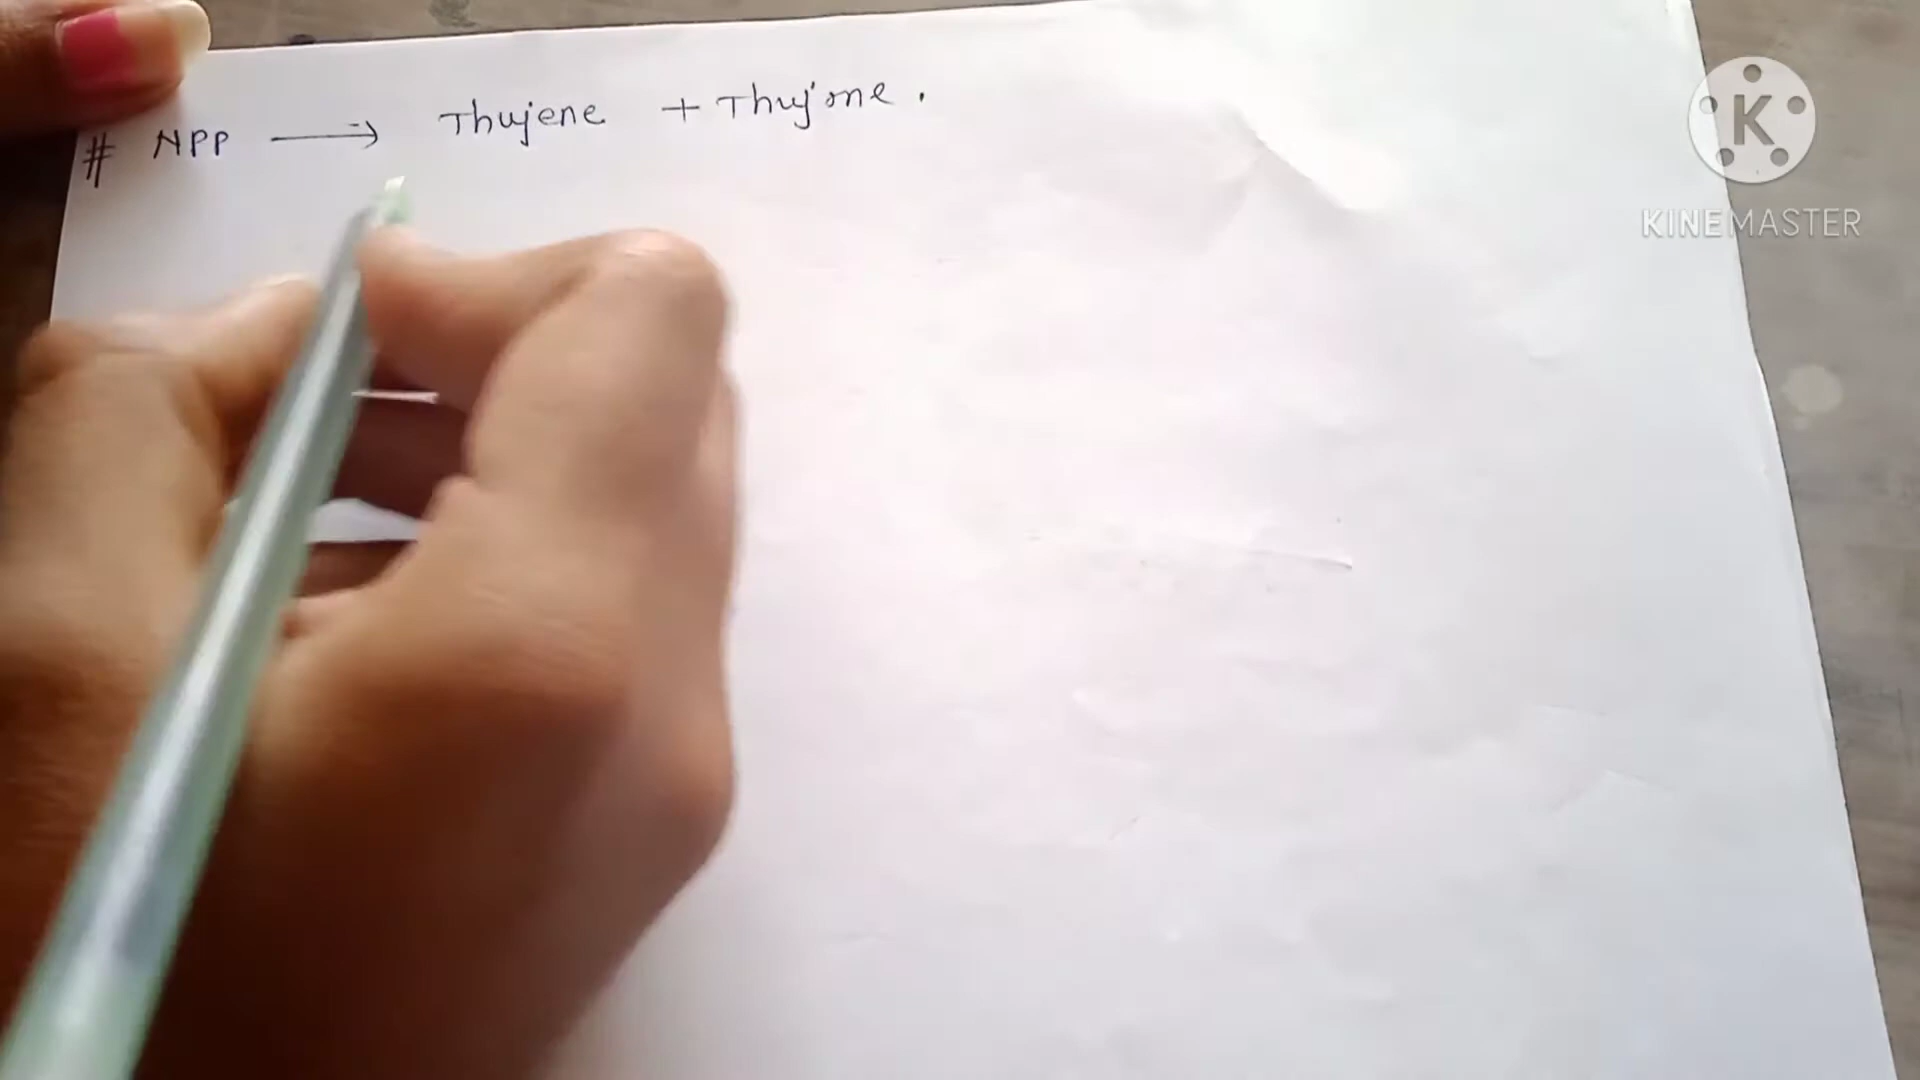 # NPP → Thujene + Thujone.
K
KINEMASTER